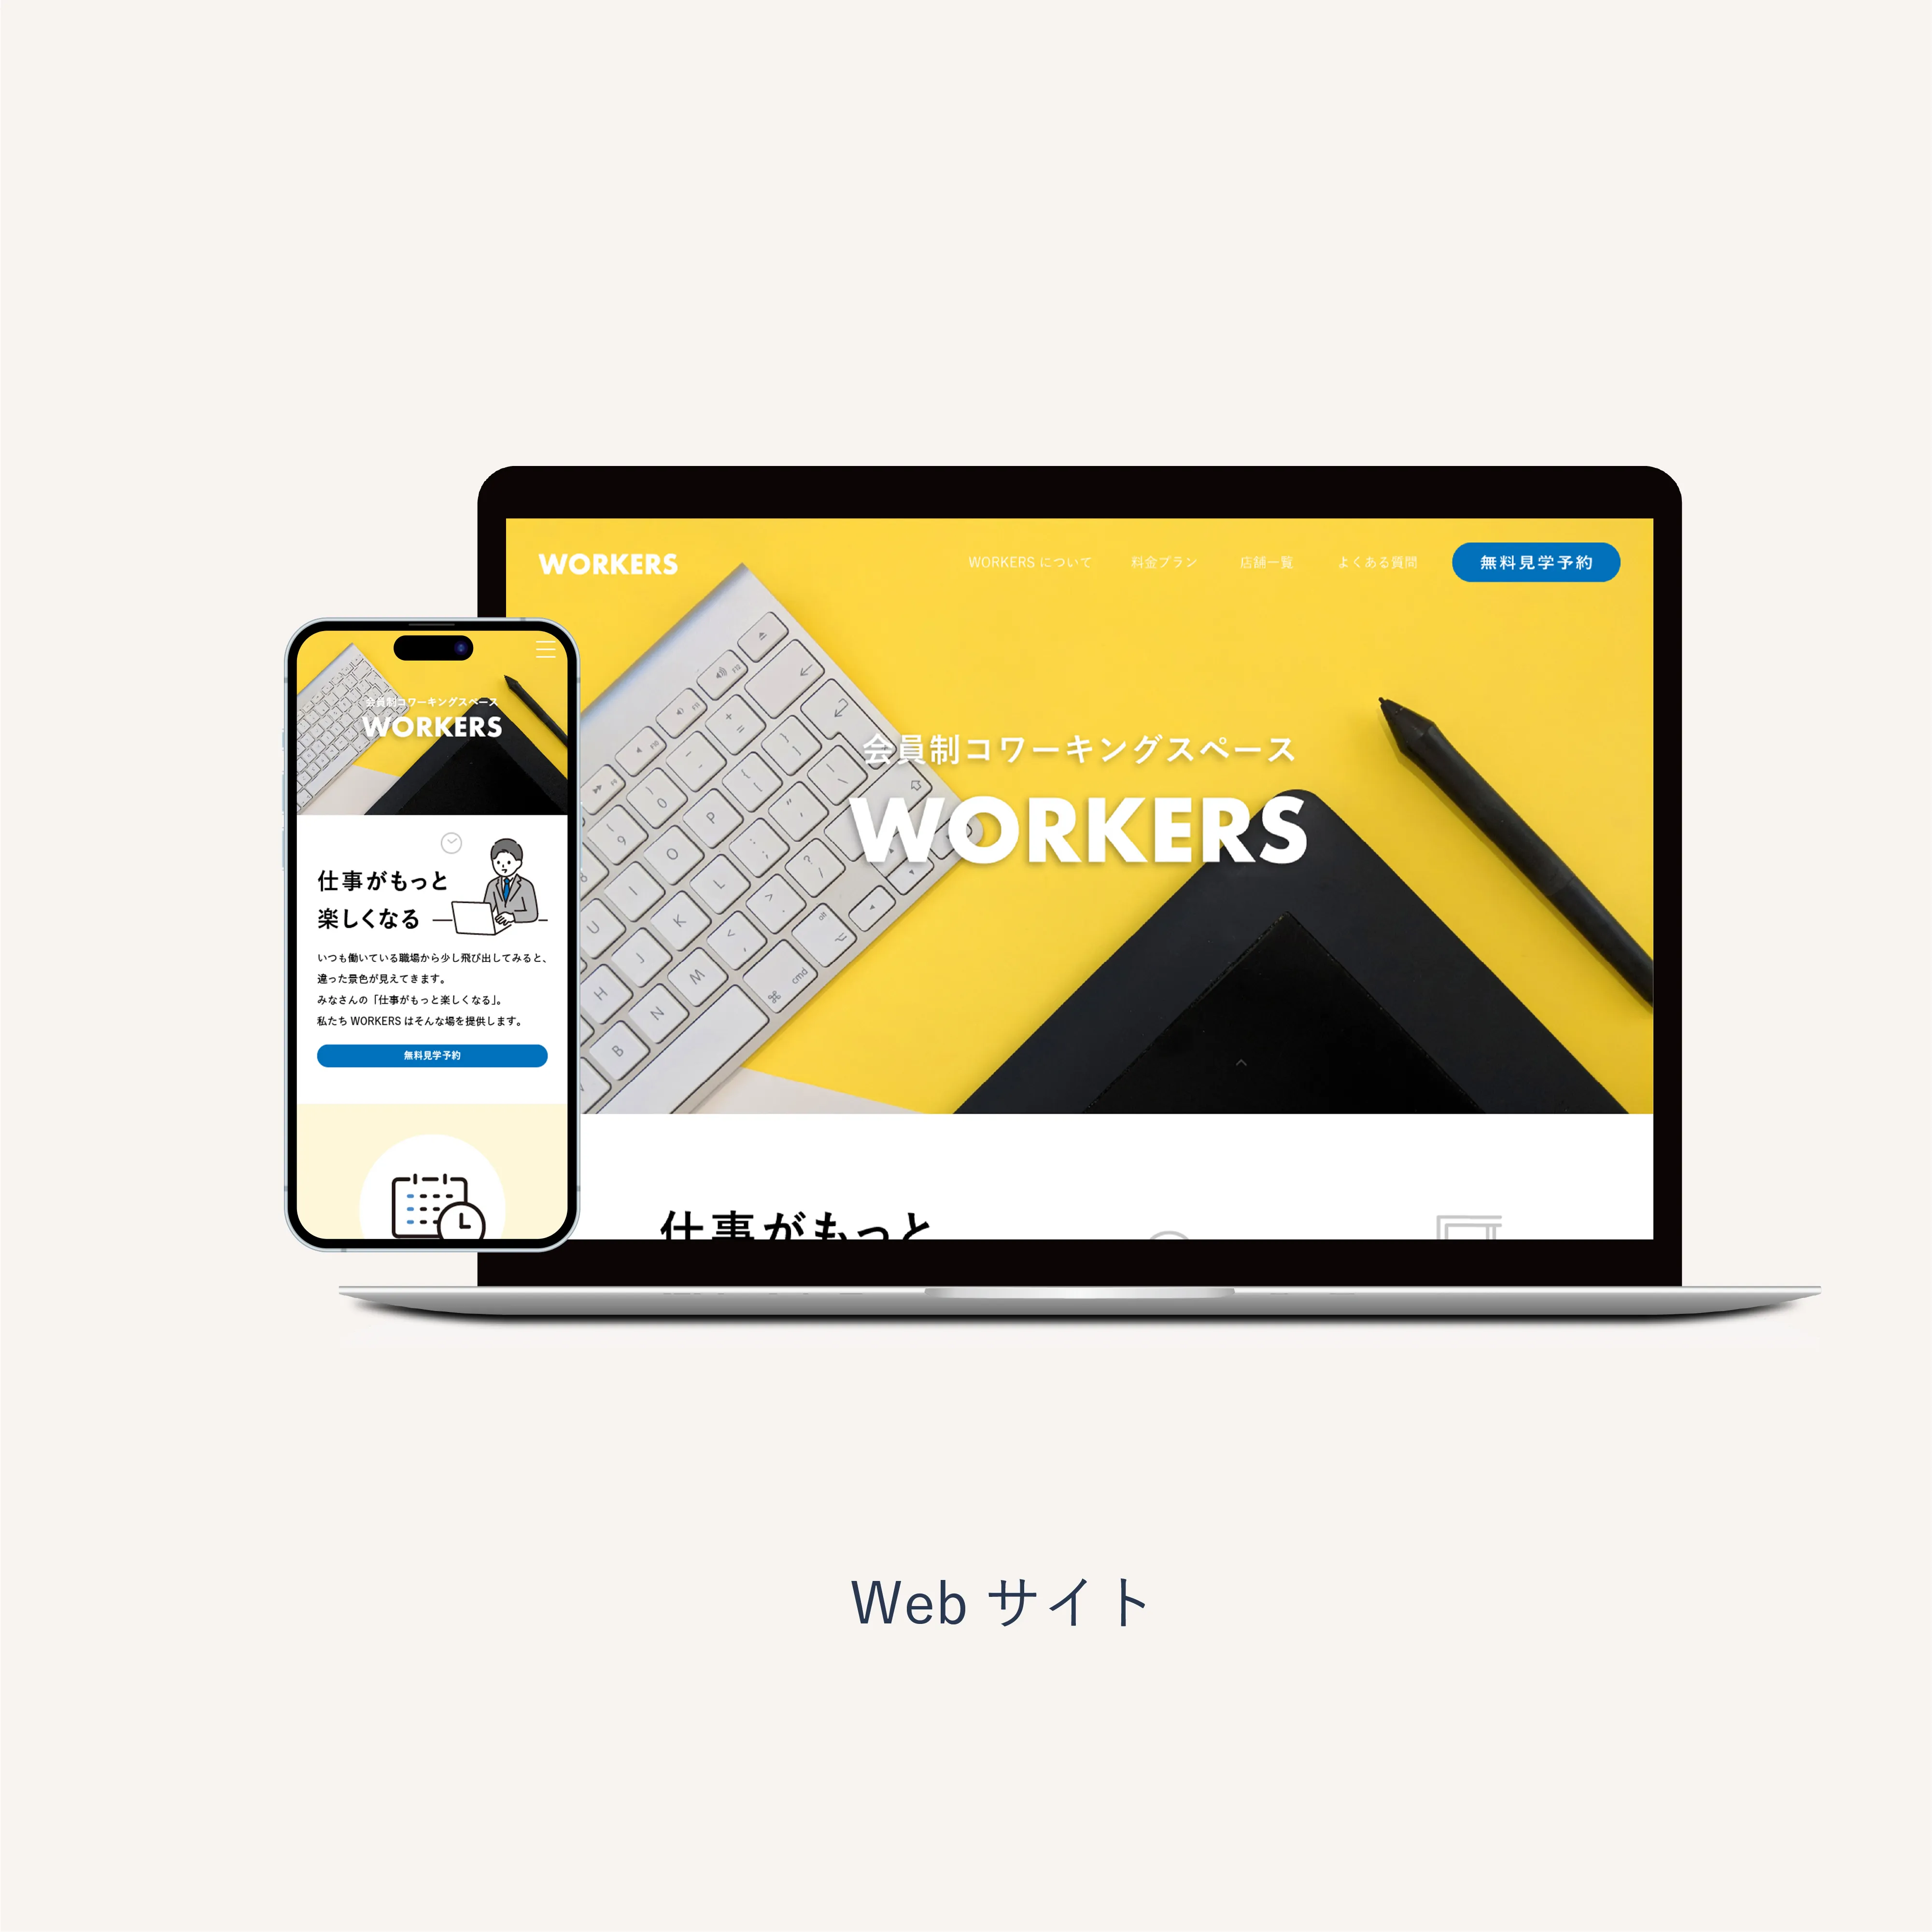 WORKERS
WORKERS について
料金プラン
店舗一覧
よくある質問
無料見学予約
会員制コワーキングスペース
WORKERS
仕事がもっと
会員制コワーキングスペース
WORKERS
仕事がもっと
楽しくなる
いつも働いている職場から少し飛び出してみると、
違った景色が見えてきます。
みなさんの「仕事がもっと楽しくなる」。
私たち WORKERS はそんな場を提供します。
無料見学予約
Web サイト